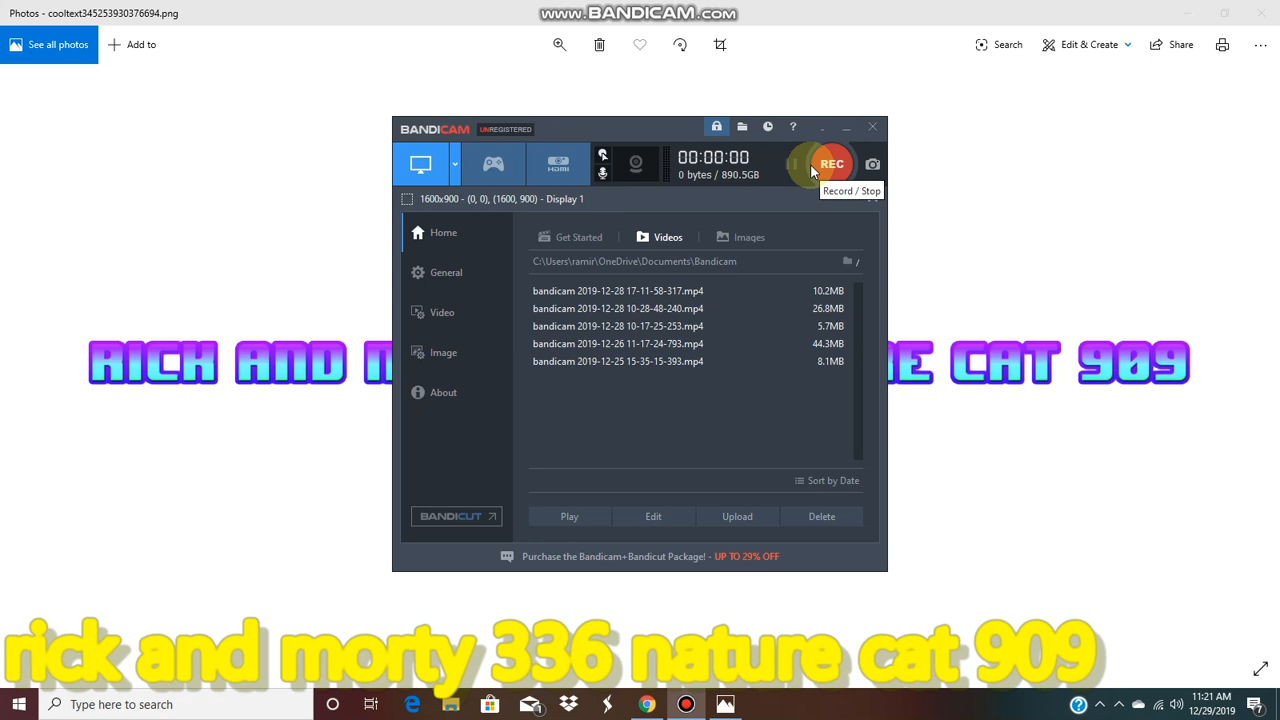 Photos - cooltext345253930376694.png
www.BANDICAM.com
See all photos
Add to
Search
Edit & Create
Share
BANDICAM UNREGISTERED
HDMI
00:00:00
0 bytes / 890.5GB
REC
Record / Stop
1600x900 - (0, 0), (1600, 900) - Display 1
Home
General
Video
Image
About
BANDICUT
Get Started
Videos
Images
C:\Users\ramir\OneDrive\Documents\Bandicam
bandicam 2019-12-28 17-11-58-317.mp4 10.2MB
bandicam 2019-12-28 10-28-48-240.mp4 26.8MB
bandicam 2019-12-28 10-17-25-253.mp4 5.7MB
bandicam 2019-12-26 11-17-24-793.mp4 44.3MB
bandicam 2019-12-25 15-35-15-393.mp4 8.1MB
Sort by Date
Play
Edit
Upload
Delete
Purchase the Bandicam+Bandicut Package! - UP TO 29% OFF
RICK AND CAT 909
rick and morty 336 nature cat 909
Type here to search
11:21 AM
12/29/2019